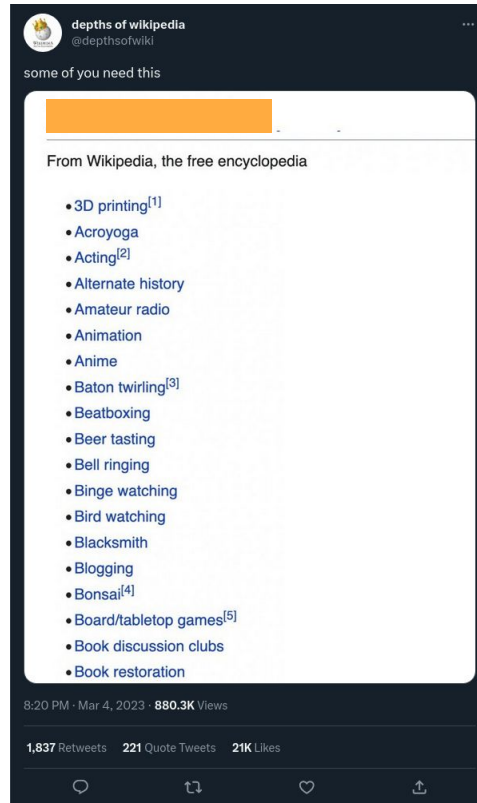 depths of wikipedia
@depthsofwiki
some of you need this
From Wikipedia, the free encyclopedia
• 3D printing[1]
• Acroyoga
• Acting[2]
• Alternate history
• Amateur radio
• Animation
• Anime
• Baton twirling[3]
• Beatboxing
• Beer tasting
• Bell ringing
• Binge watching
• Bird watching
• Blacksmith
• Blogging
• Bonsai[4]
• Board/tabletop games[5]
• Book discussion clubs
• Book restoration
8:20 PM · Mar 4, 2023 · 880.3K Views
1,837 Retweets 221 Quote Tweets 21K Likes